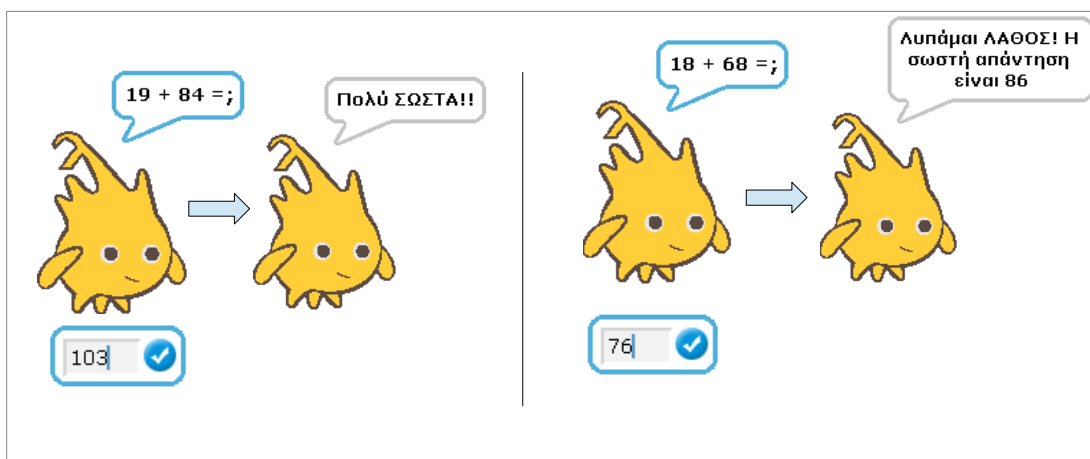 19 + 84 =;
Πολύ ΣΩΣΤΑ!!
103
18 + 68 =;
Λυπάμαι ΛΑΘΟΣ! Η
σωστή απάντηση
είναι 86
76